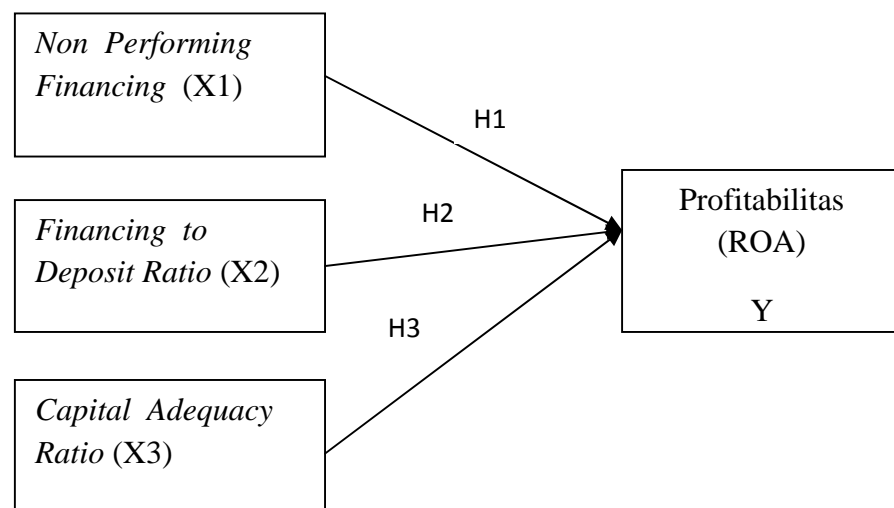 Non Performing
Financing (X1)
H1
Financing to
Deposit Ratio (X2)
H2
Capital Adequacy
Ratio (X3)
H3
Profitabilitas
(ROA)
Y